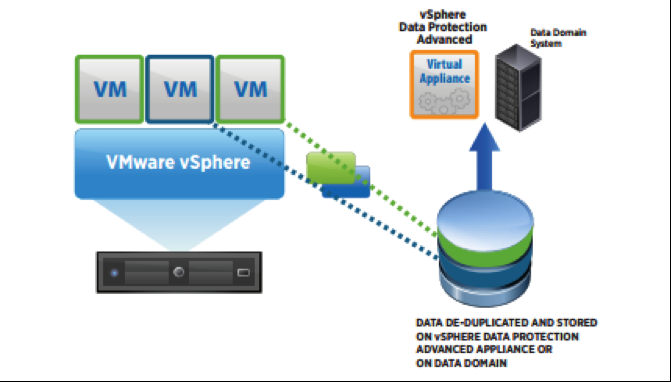 vSphere
Data Protection
Advanced
Data Domain
System
Virtual
Appliance
VM
VM
VM
VMware vSphere
DATA DE-DUPLICATED AND STORED
ON vSPHERE DATA PROTECTION
ADVANCED APPLIANCE OR
ON DATA DOMAIN